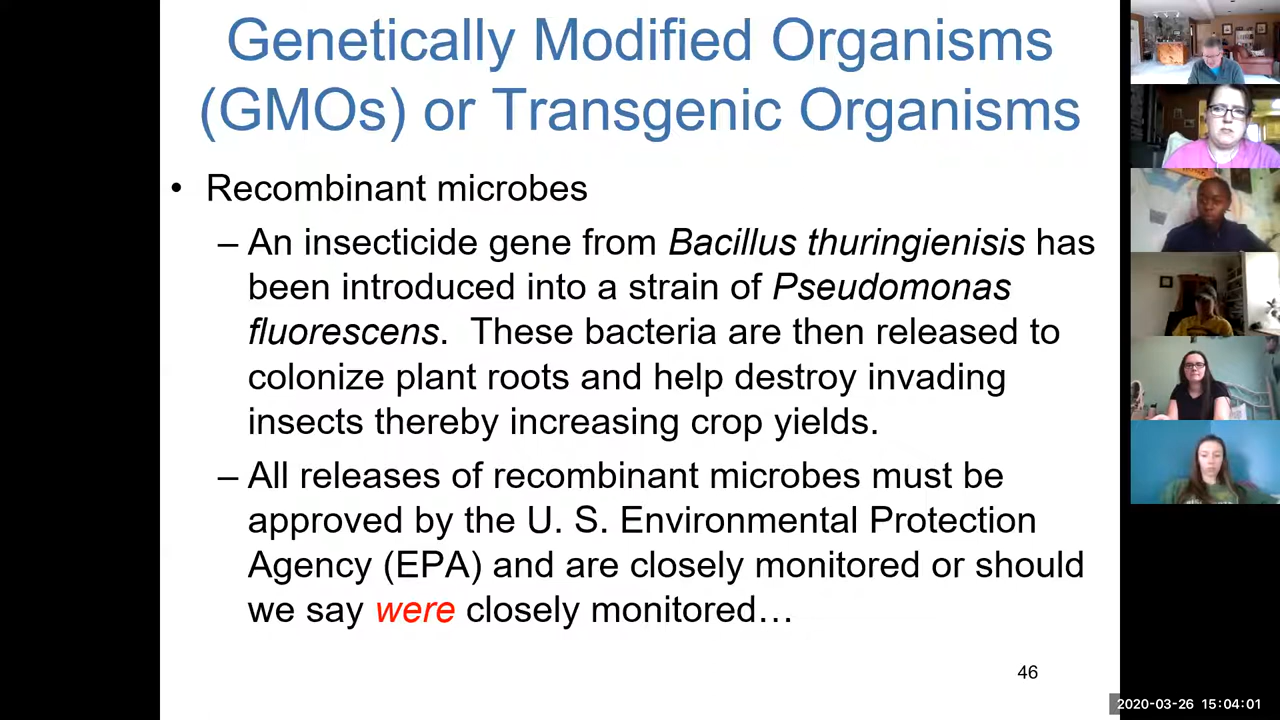 Genetically Modified Organisms
(GMOs) or Transgenic Organisms
• Recombinant microbes
– An insecticide gene from Bacillus thuringienisis has
been introduced into a strain of Pseudomonas
fluorescens.  These bacteria are then released to
colonize plant roots and help destroy invading
insects thereby increasing crop yields.
– All releases of recombinant microbes must be
approved by the U. S. Environmental Protection
Agency (EPA) and are closely monitored or should
we say were closely monitored…
46
2020-03-26 15:04:01